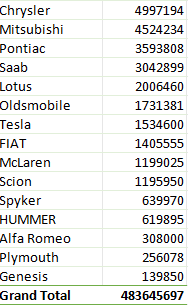 Chrysler 4997194
Mitsubishi 4524234
Pontiac 3593808
Saab 3042899
Lotus 2006460
Oldsmobile 1731381
Tesla 1534600
FIAT 1405555
McLaren 1199025
Scion 1195950
Spyker 639970
HUMMER 619895
Alfa Romeo 308000
Plymouth 256078
Genesis 139850
Grand Total 483645697